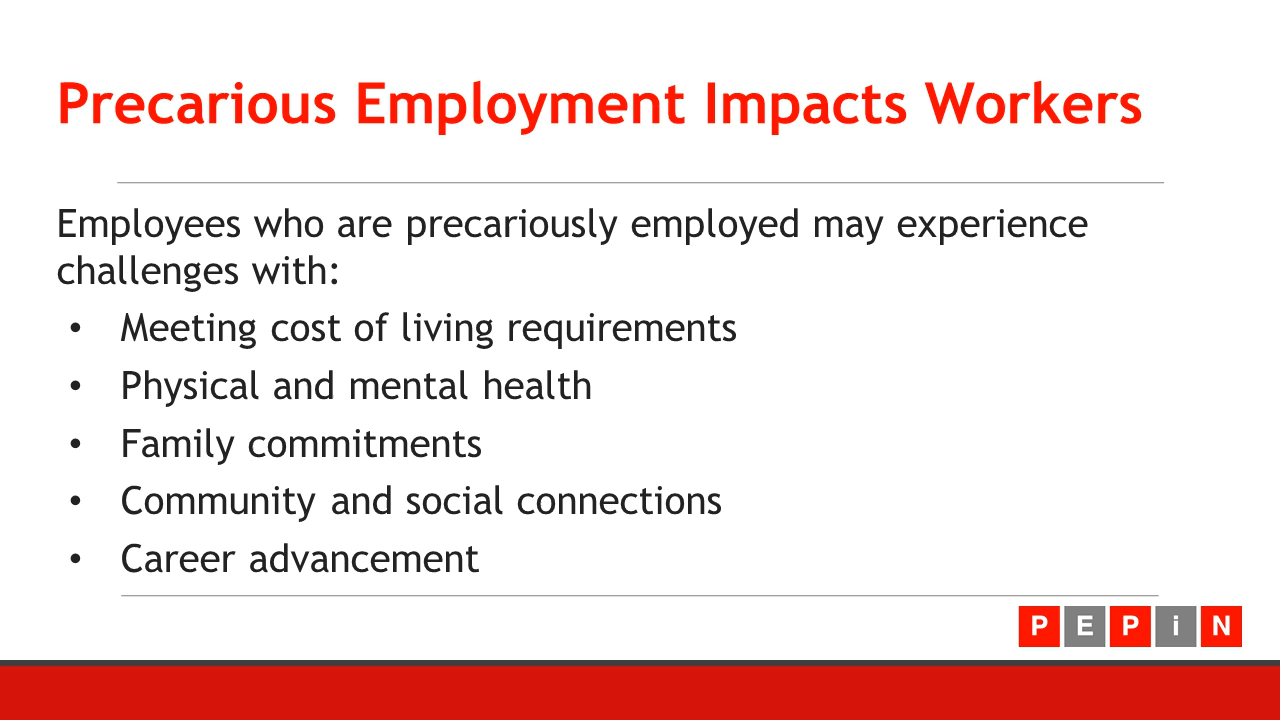 Precarious Employment Impacts Workers
Employees who are precariously employed may experience
challenges with:
• Meeting cost of living requirements
• Physical and mental health
• Family commitments
• Community and social connections
• Career advancement
PEPiN